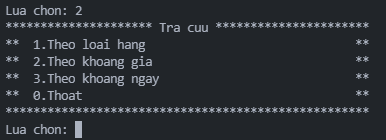 Lua chon: 2
******************** Tra cuu *********************
**  1.Theo loai hang                            **
**  2.Theo khoang gia                           **
**  3.Theo khoang ngay                          **
**  0.Thoat                                     **
**************************************************
Lua chon: